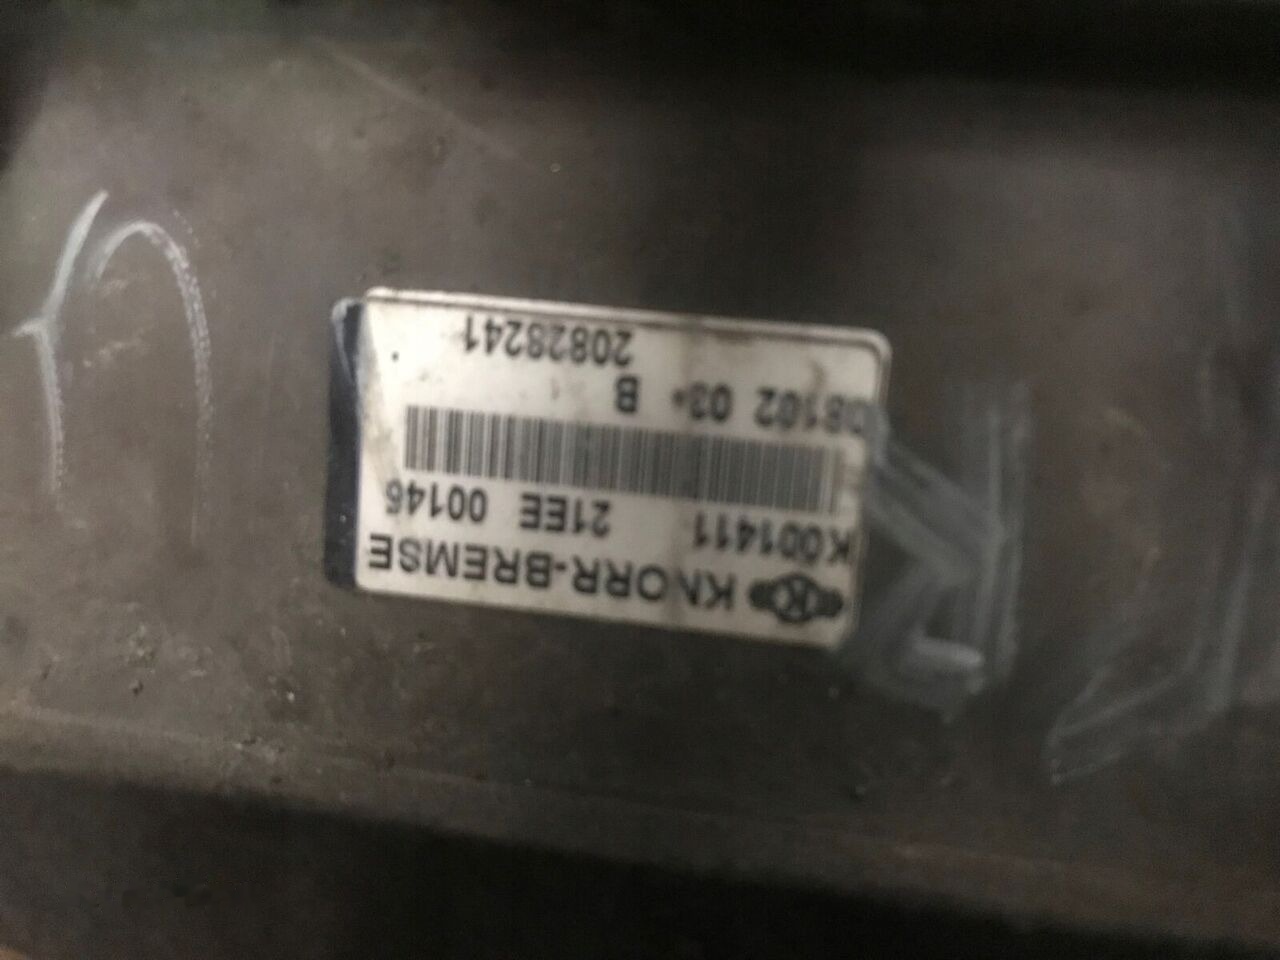 KNORR-BREMSE
K001411 21EE 00146
08102 03* B
20828241